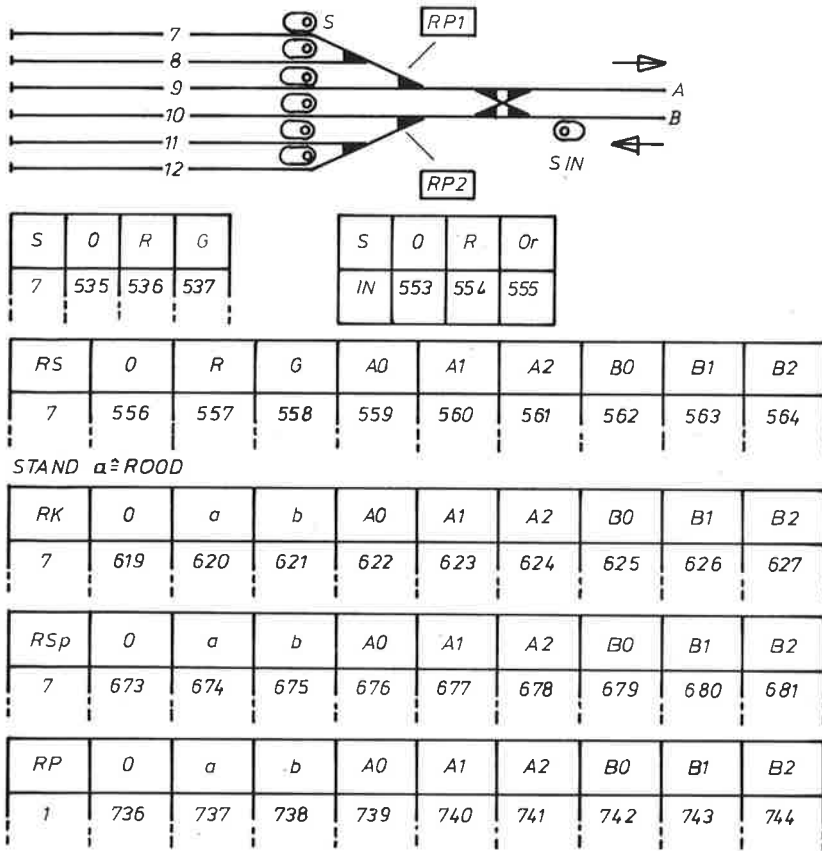 S
RP1
7
8
9
10
11
12
A
B
S IN
RP2
S 0 R G
7 535 536 537
S 0 R Or
IN 553 554 555
RS 0 R G A0 A1 A2 B0 B1 B2
7 556 557 558 559 560 561 562 563 564
STAND a ≙ ROOD
RK 0 a b A0 A1 A2 B0 B1 B2
7 619 620 621 622 623 624 625 626 627
RSp 0 a b A0 A1 A2 B0 B1 B2
7 673 674 675 676 677 678 679 680 681
RP 0 a b A0 A1 A2 B0 B1 B2
1 736 737 738 739 740 741 742 743 744